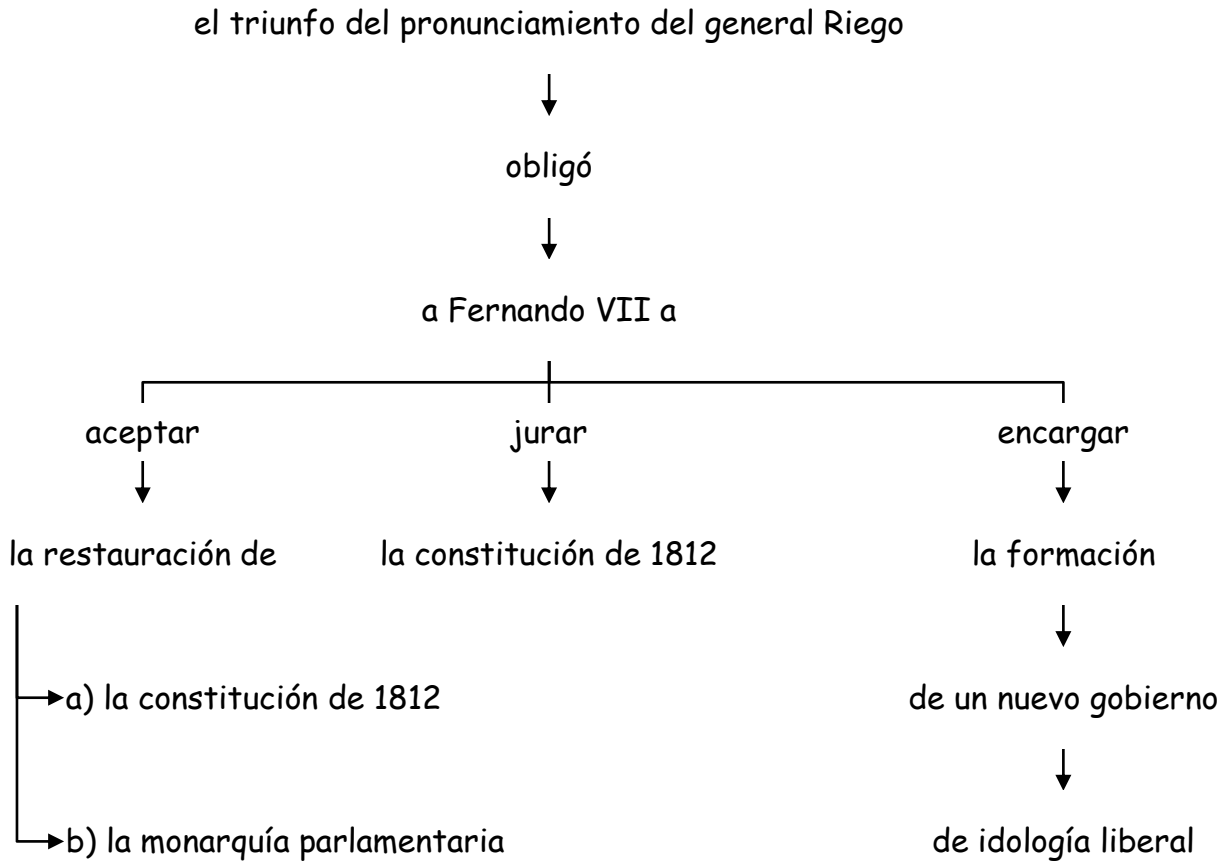 el triunfo del pronunciamiento del general Riego
obligó
a Fernando VII a
aceptar
jurar
encargar
la restauración de
la constitución de 1812
la formación
a) la constitución de 1812
de un nuevo gobierno
b) la monarquía parlamentaria
de idología liberal